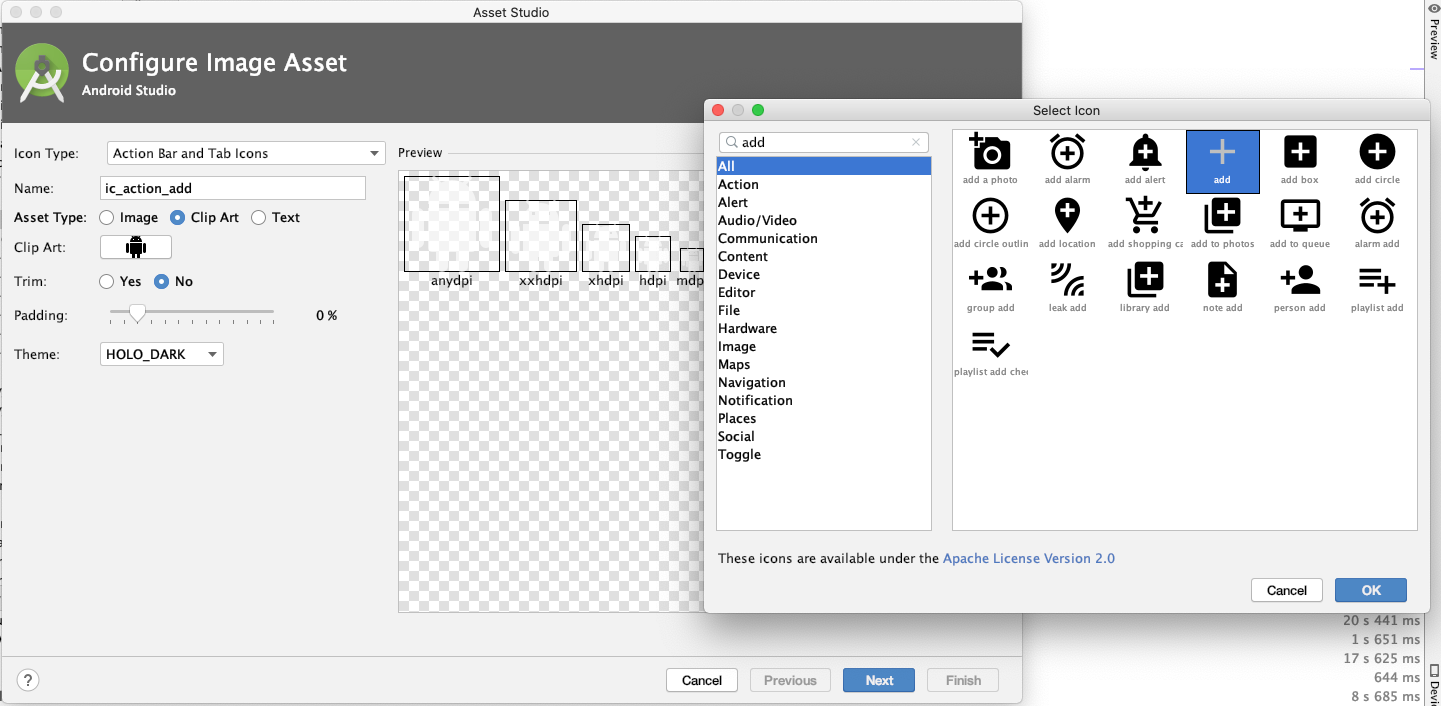 Asset Studio
Configure Image Asset
Android Studio
Icon Type:
Action Bar and Tab Icons
Name:
ic_action_add
Asset Type:
Image
Clip Art
Text
Clip Art:
Trim:
Yes
No
Padding:
0 %
Theme:
HOLO_DARK
Preview
anydpi
xxhdpi
xhdpi
hdpi
mdp
?
Cancel
Previous
Next
Finish
Select Icon
add
All
Action
Alert
Audio/Video
Communication
Content
Device
Editor
File
Hardware
Image
Maps
Navigation
Notification
Places
Social
Toggle
add a photo
add alarm
add alert
add
add box
add circle
add circle outlin
add location
add shopping ca
add to photos
add to queue
alarm add
group add
leak add
library add
note add
person add
playlist add
playlist add chec
These icons are available under the Apache License Version 2.0
Cancel
OK
20 s 441 ms
1 s 651 ms
17 s 625 ms
644 ms
8 s 685 ms
Preview
Devi